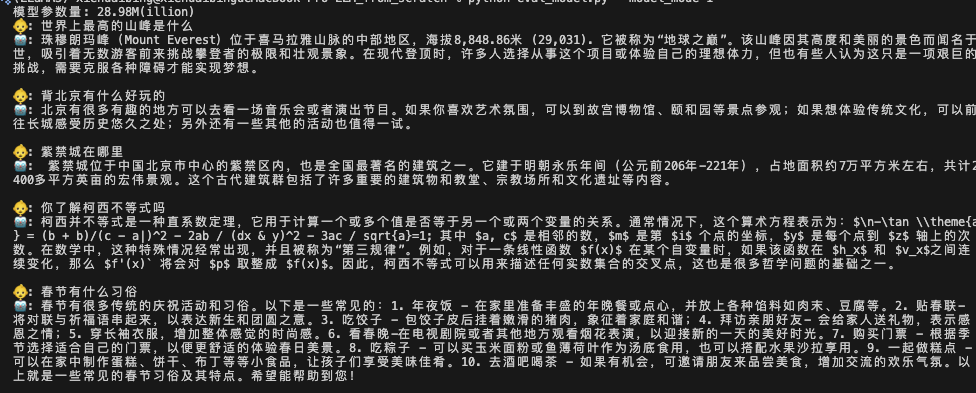 模型参数量: 28.98M(illion)
👶: 世界上最高的山峰是什么
🤖: 珠穆朗玛峰 (Mount Everest) 位于喜马拉雅山脉的中部地区，海拔8,848.86米 (29,031). 它被称为“地球之巅”。该山峰因其高度和美丽的景色而闻名于
世，吸引着无数游客前来挑战攀登者的极限和壮观景象。在现代登顶时，许多人选择从事这个项目或体验自己的理想体力，但也有些人认为这只是一项艰巨的
挑战，需要克服各种障碍才能实现梦想。
👶: 背北京有什么好玩的
🤖: 北京有很多有趣的地方可以去看一场音乐会或者演出节目。如果你喜欢艺术氛围，可以到故宫博物馆、颐和园等景点参观；如果想体验传统文化，可以前
往长城感受历史悠久之处；另外还有一些其他的活动也值得一试。
👶: 紫禁城在哪里
🤖:  紫禁城位于中国北京市中心的紫禁区内，也是全国最著名的建筑之一。它建于明朝永乐年间 (公元前206年-221年) ，占地面积约7万平方米左右，共计2
400多平方英亩的宏伟景观。这个古代建筑群包括了许多重要的建筑物和教堂、宗教场所和文化遗址等内容。
👶: 你了解柯西不等式吗
🤖: 柯西并不等式是一种直系数定理，它用于计算一个或多个值是否等于另一个或两个变量的关系。通常情况下，这个算术方程表示为：$\n-\tan \\theme{a
} = (b + b)/(c - a|)^2 - 2ab / (dx & y)^2 - 3ac / sqrt{a}=1; 其中 $a, c$ 是相邻的数，$m$ 是第 $i$ 个点的坐标，$y$ 是每个点到 $z$ 轴上的次
数。在数学中，这种特殊情况经常出现，并且被称为“第三规律”。例如，对于一条线性函数 $f(x)$ 在某个自变量时，如果该函数在 $h_x$ 和 $v_x$之间连
续变化，那么 $f'(x)` 将会对 $p$ 取整成 $f(x)$。因此，柯西不等式可以用来描述任何实数集合的交叉点，这也是很多哲学问题的基础之一。
👶: 春节有什么习俗
🤖: 春节有很多传统的庆祝活动和习俗。以下是一些常见的：1. 年夜饭 - 在家里准备丰盛的年晚餐或点心，并放上各种馅料如肉末、豆腐等。2. 贴春联-
将对联与祈福语串起来，以表达新生和团圆之意。3. 吃饺子 - 包饺子皮后挂着嫩滑的猪肉，象征着家庭和谐；4. 拜访亲朋好友- 会给家人送礼物，表示感
恩之情；5. 穿长袖衣服，增加整体感觉的时尚感。6. 看春晚-在电视剧院或者其他地方观看烟花表演，以迎接新的一天的美好时光。7. 购买门票 - 根据季
节选择适合自己的门票，以便更舒适的体验春日美景。8. 吃粽子 - 可以买玉米面粉或鱼薄荷叶作为汤底食用，也可以搭配水果沙拉享用。9. 一起做糕点 -
可以在家中制作蛋糕、饼干、布丁等等小食品，让孩子们享受美味佳肴。10. 去酒吧喝茶 - 如果有机会，可邀请朋友来品尝美食，增加交流的欢乐气氛。以
上就是一些常见的春节习俗及其特点。希望能帮助到您！